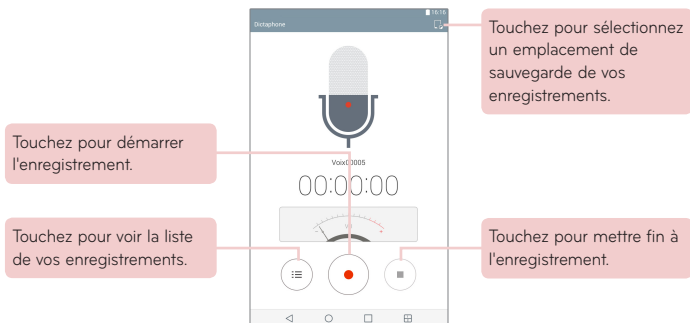 16:16
Dictaphone
Touchez pour sélectionnez
un emplacement de
sauvegarde de vos
enregistrements.
Touchez pour démarrer
l'enregistrement.
Voix00005
00:00:00
- VU +
Touchez pour voir la liste
de vos enregistrements.
Touchez pour mettre fin à
l'enregistrement.